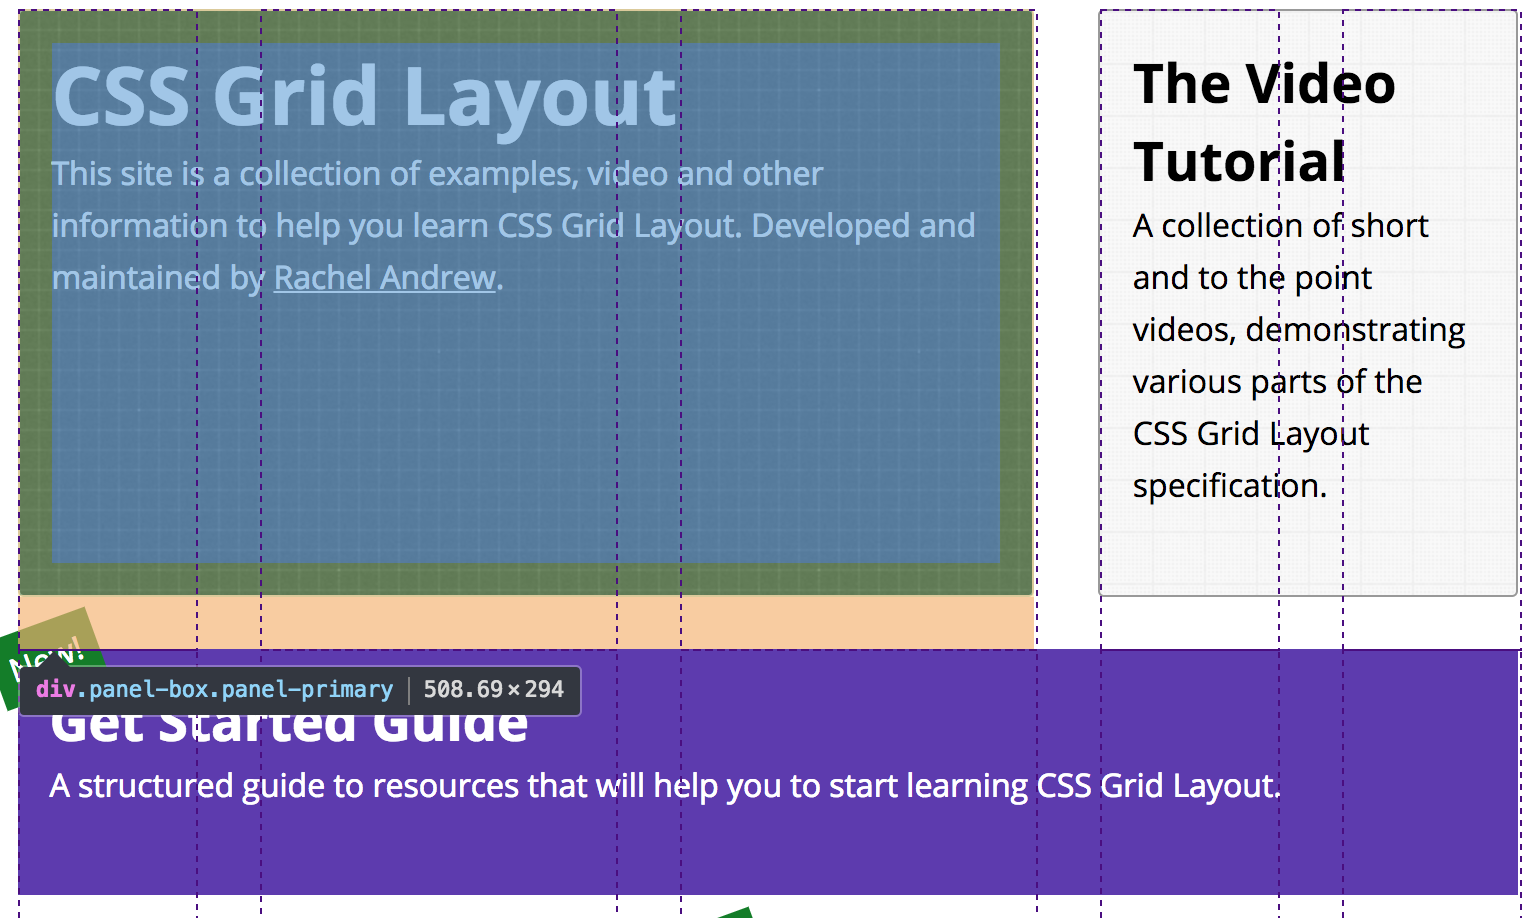 CSS Grid Layout
This site is a collection of examples, video and other
information to help you learn CSS Grid Layout. Developed and
maintained by Rachel Andrew.
The Video
Tutorial
A collection of short
and to the point
videos, demonstrating
various parts of the
CSS Grid Layout
specification.
New!
div.panel-box.panel-primary | 508.69×294
Get Started Guide
A structured guide to resources that will help you to start learning CSS Grid Layout.